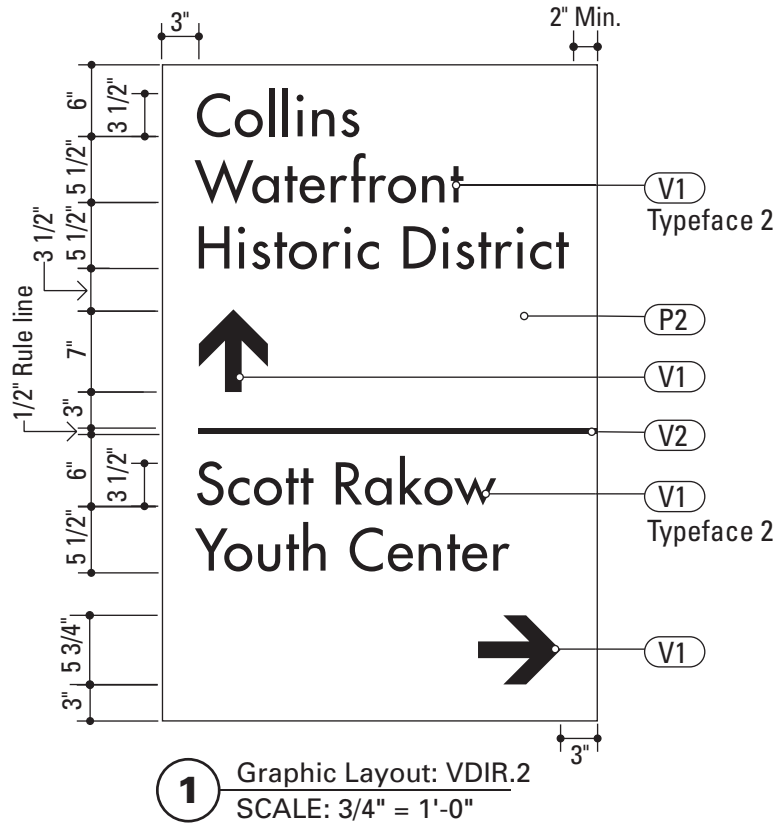 3" 2" Min.
6"
3 1/2"
Collins
5 1/2"
Waterfront
V1
Typeface 2
5 1/2"
Historic District
3 1/2"
P2
7"
V1
1/2" Rule line
3"
V2
6"
3 1/2"
Scott Rakow
V1
Typeface 2
5 1/2"
Youth Center
5 3/4"
V1
3"
3"
1 Graphic Layout: VDIR.2
SCALE: 3/4" = 1'-0"